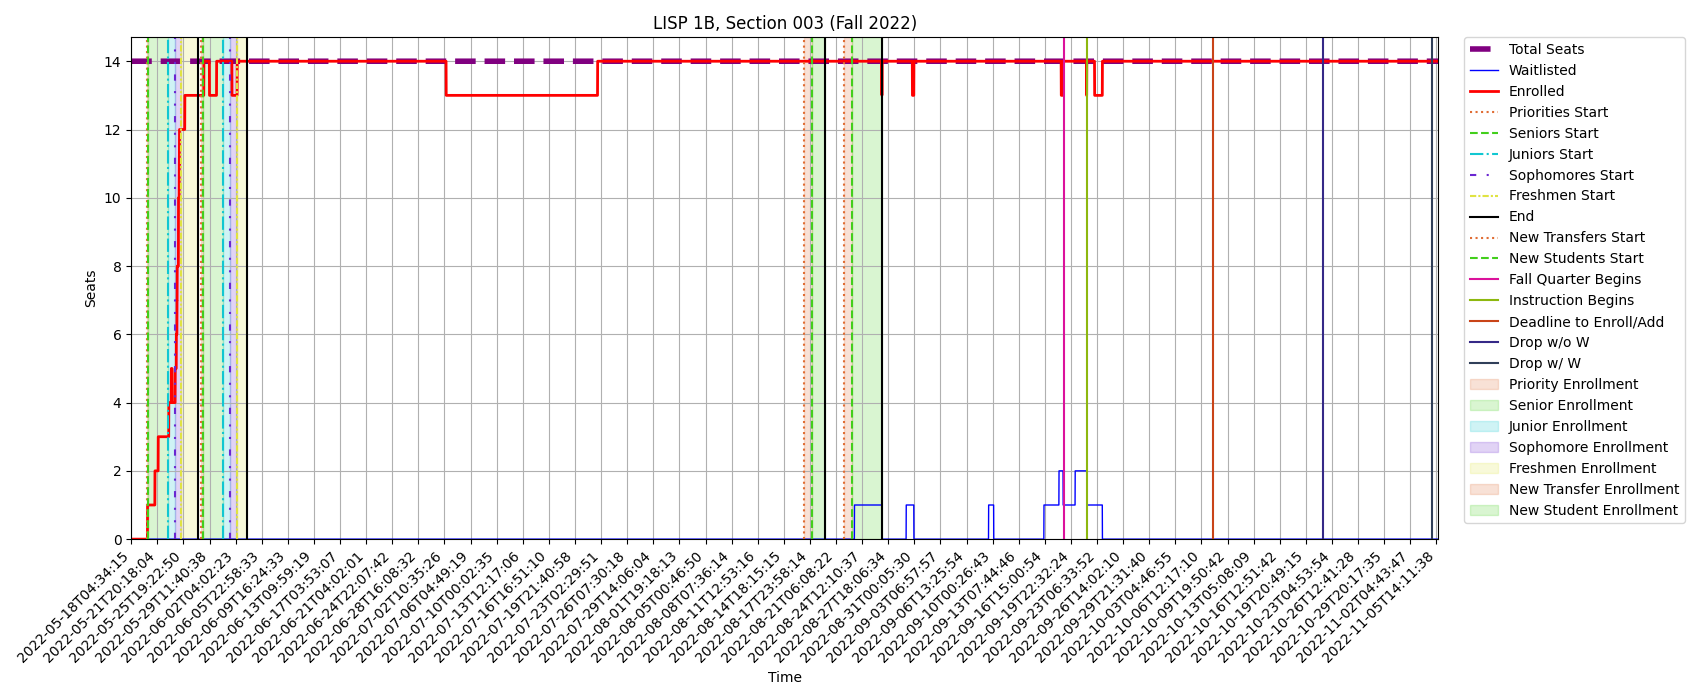 LISP 1B, Section 003 (Fall 2022)
Seats
14
12
10
8
6
4
2
0
2022-05-18T04:34:15
2022-05-21T20:18:04
2022-05-25T19:22:50
2022-05-29T11:40:38
2022-06-02T04:02:23
2022-06-05T22:58:33
2022-06-09T16:24:33
2022-06-13T09:59:19
2022-06-17T03:53:07
2022-06-21T04:02:01
2022-06-24T22:07:42
2022-06-28T16:08:32
2022-07-02T10:35:26
2022-07-06T04:49:19
2022-07-10T00:02:35
2022-07-13T12:17:06
2022-07-16T16:51:10
2022-07-19T21:40:58
2022-07-23T02:29:51
2022-07-26T07:30:18
2022-07-29T14:06:04
2022-08-01T19:18:13
2022-08-05T00:46:50
2022-08-08T07:36:14
2022-08-11T12:53:16
2022-08-14T18:15:15
2022-08-17T23:58:14
2022-08-21T06:08:22
2022-08-24T12:10:37
2022-08-27T18:06:34
2022-08-31T00:05:30
2022-09-03T06:57:57
2022-09-06T13:25:54
2022-09-10T00:26:43
2022-09-13T07:44:46
2022-09-16T15:00:54
2022-09-19T22:32:24
2022-09-23T06:33:52
2022-09-26T14:02:10
2022-09-29T21:31:40
2022-10-03T04:46:55
2022-10-06T12:17:10
2022-10-09T19:50:42
2022-10-13T05:08:09
2022-10-16T12:51:42
2022-10-19T20:49:15
2022-10-23T04:53:54
2022-10-26T12:41:28
2022-10-29T20:17:35
2022-11-02T04:43:47
2022-11-05T14:11:38
Time
Total Seats
Waitlisted
Enrolled
Priorities Start
Seniors Start
Juniors Start
Sophomores Start
Freshmen Start
End
New Transfers Start
New Students Start
Fall Quarter Begins
Instruction Begins
Deadline to Enroll/Add
Drop w/o W
Drop w/ W
Priority Enrollment
Senior Enrollment
Junior Enrollment
Sophomore Enrollment
Freshmen Enrollment
New Transfer Enrollment
New Student Enrollment